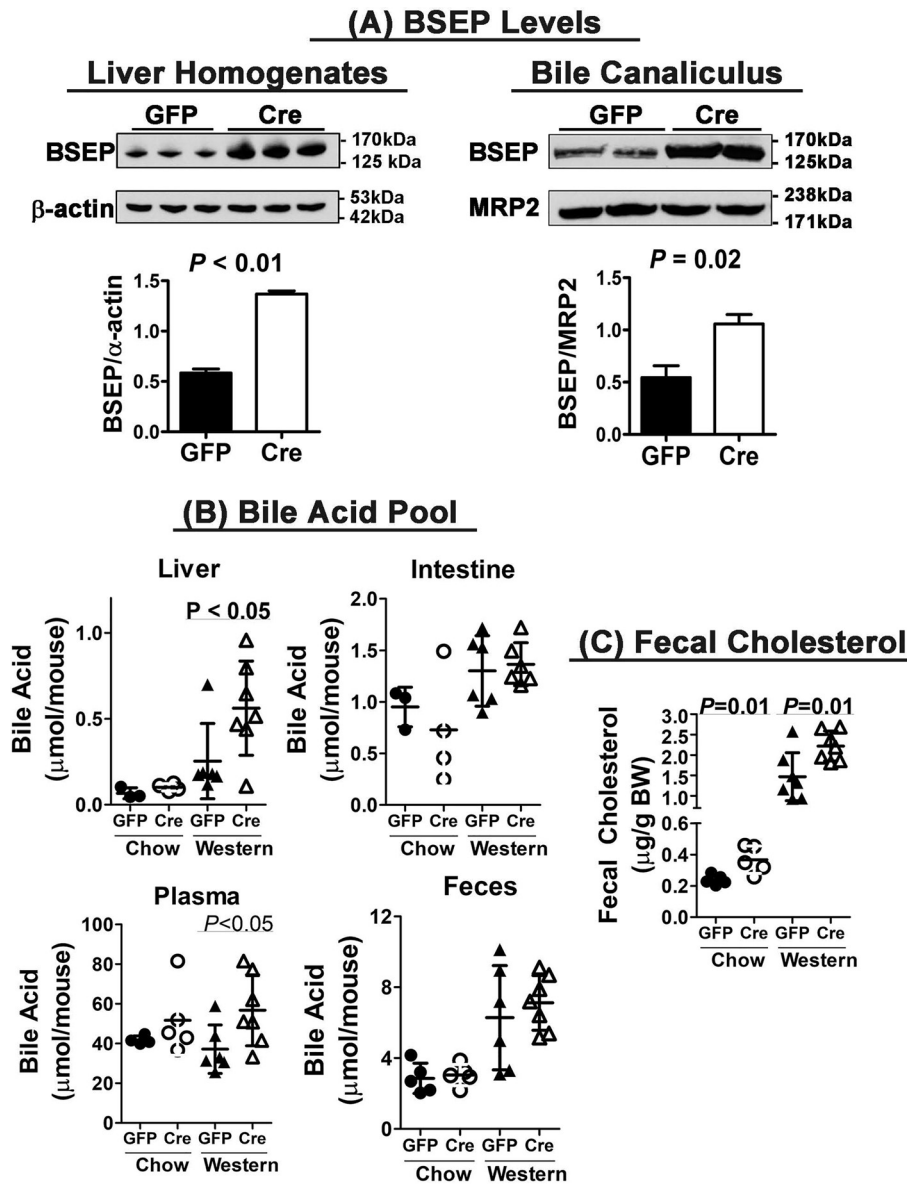 (A) BSEP Levels
Liver Homogenates
GFP Cre
BSEP
- 170kDa
- 125 kDa
β-actin
- 53kDa
- 42kDa
P < 0.01
BSEP/α-actin
1.5
1.0
0.5
0.0
GFP Cre
Bile Canaliculus
GFP Cre
BSEP
- 170kDa
- 125kDa
MRP2
- 238kDa
- 171kDa
P = 0.02
BSEP/MRP2
1.5
1.0
0.5
0.0
GFP Cre
(B) Bile Acid Pool
Liver
P < 0.05
Bile Acid
(μmol/mouse)
1.0
0.5
0.0
GFP Cre GFP Cre
Chow Western
Intestine
Bile Acid
(μmol/mouse)
2.0
1.5
1.0
0.5
0.0
GFP Cre GFP Cre
Chow Western
Plasma
P<0.05
Bile Acid
(μmol/mouse)
100
80
60
40
20
0
GFP Cre GFP Cre
Chow Western
Feces
Bile Acid
(μmol/mouse)
12
8
4
0
GFP Cre GFP Cre
Chow Western
(C) Fecal Cholesterol
P=0.01 P=0.01
Fecal Cholesterol
(μg/g BW)
3.0
2.5
2.0
1.5
1.0
0.6
0.4
0.2
0.0
GFP Cre GFP Cre
Chow Western